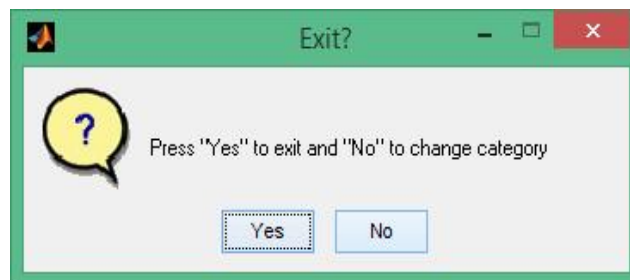 Exit?
?
Press "Yes" to exit and "No" to change category
Yes No